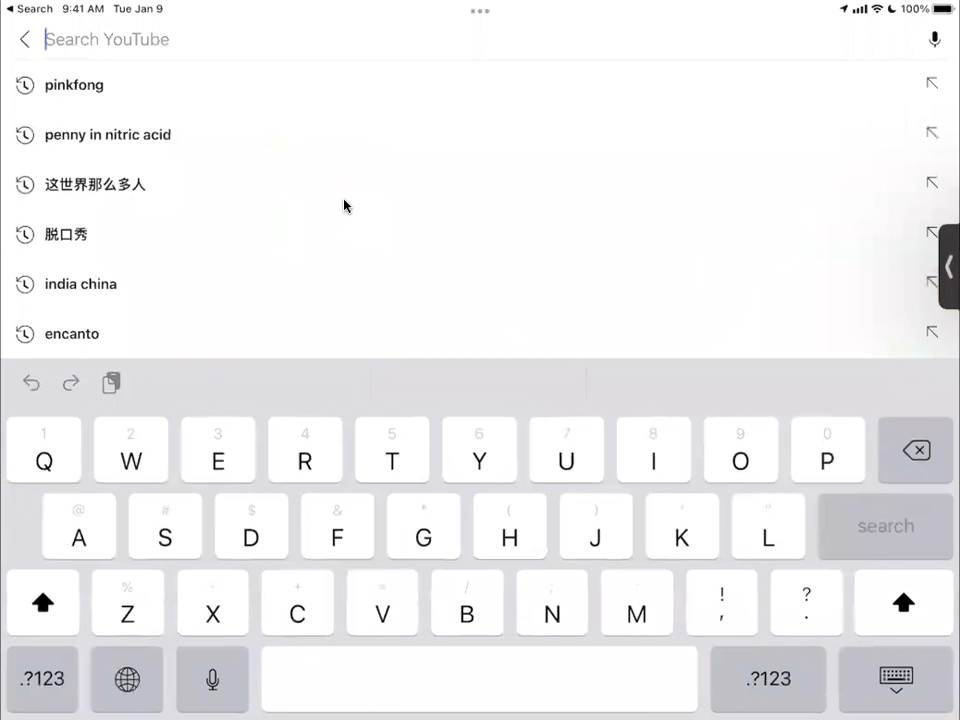 Search 9:41 AM Tue Jan 9 100%
Search YouTube
pinkfong
penny in nitric acid
这世界那么多人
脱口秀
india china
encanto
1 2 3 4 5 6 7 8 9 0
Q W E R T Y U I O P
@ # $ & * ( ) ' "
A S D F G H J K L search
% - + = / ; : ! ?
Z X C V B N M , .
.?123 .?123